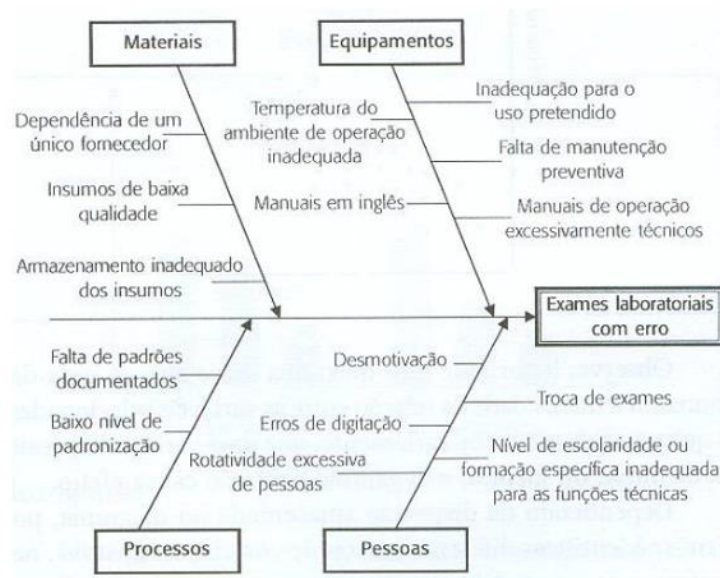 Materiais
Equipamentos
Dependência de um
único fornecedor
Insumos de baixa
qualidade
Armazenamento inadequado
dos insumos
Temperatura do
ambiente de operação
inadequada
Manuais em inglês
Inadequação para o
uso pretendido
Falta de manutenção
preventiva
Manuais de operação
excessivamente técnicos
Exames laboratoriais
com erro
Falta de padrões
documentados
Baixo nível de
padronização
Desmotivação
Erros de digitação
Rotatividade excessiva
de pessoas
Troca de exames
Nível de escolaridade ou
formação específica inadequada
para as funções técnicas
Processos
Pessoas